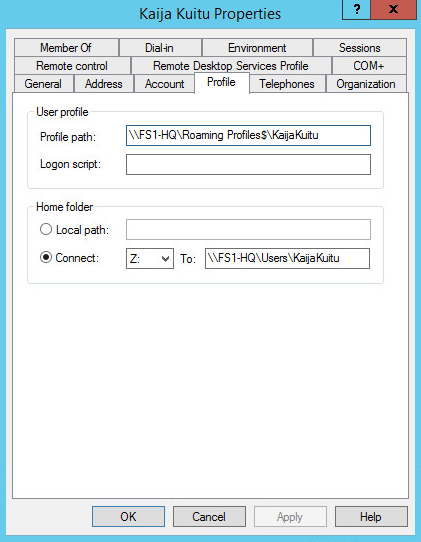 Kaija Kuitu Properties ? x
Member Of Dial-in Environment Sessions
Remote control Remote Desktop Services Profile COM+
General Address Account Profile Telephones Organization
User profile
Profile path: \\FS1-HQ\Roaming Profiles$\KaijaKuitu
Logon script:
Home folder
Local path:
Connect: Z: To: \\FS1-HQ\Users\KaijaKuitu
OK Cancel Apply Help